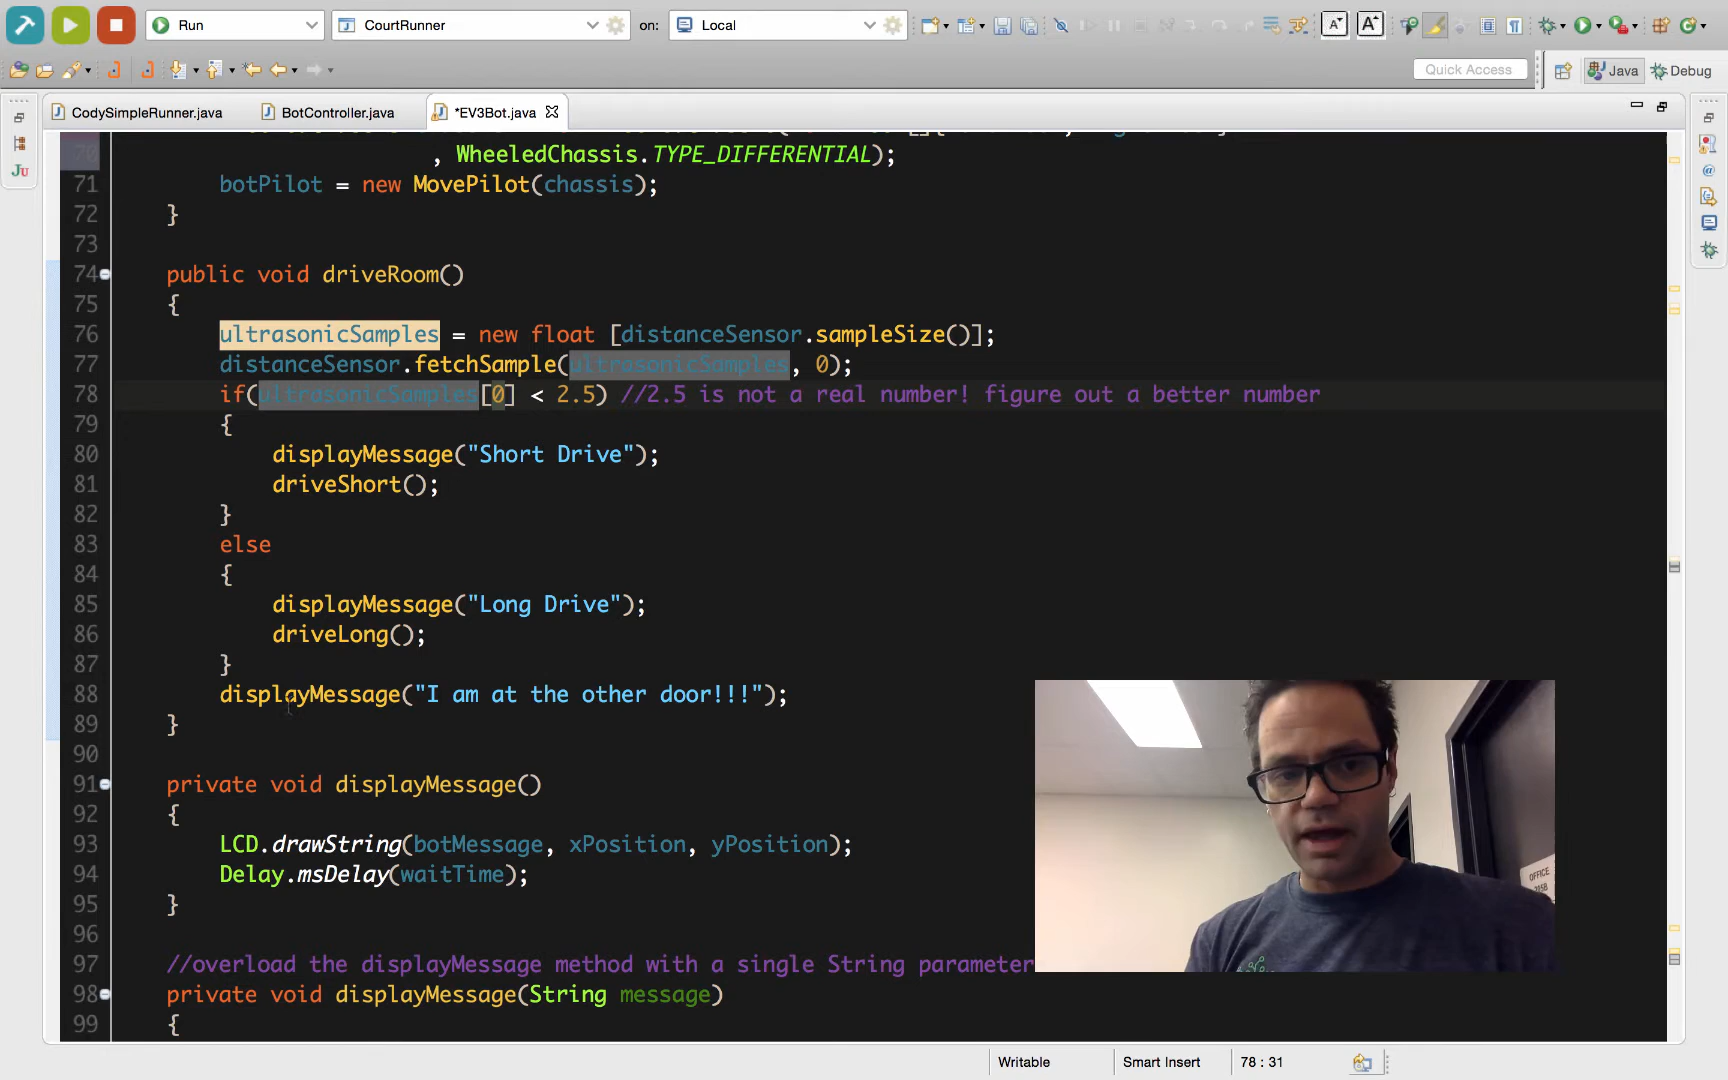 Run CourtRunner on: Local
Quick Access Java Debug
CodySimpleRunner.java BotController.java *EV3Bot.java
70 , WheeledChassis.TYPE_DIFFERENTIAL);
71 botPilot = new MovePilot(chassis);
72 }
73
74 public void driveRoom()
75 {
76 ultrasonicSamples = new float [distanceSensor.sampleSize()];
77 distanceSensor.fetchSample(ultrasonicSamples, 0);
78 if(ultrasonicSamples[0] < 2.5) //2.5 is not a real number! figure out a better number
79 {
80 displayMessage("Short Drive");
81 driveShort();
82 }
83 else
84 {
85 displayMessage("Long Drive");
86 driveLong();
87 }
88 displayMessage("I am at the other door!!!");
89 }
90
91 private void displayMessage()
92 {
93 LCD.drawString(botMessage, xPosition, yPosition);
94 Delay.msDelay(waitTime);
95 }
96
97 //overload the displayMessage method with a single String parameter
98 private void displayMessage(String message)
99 {
OFFICE
Writable Smart Insert 78 : 31